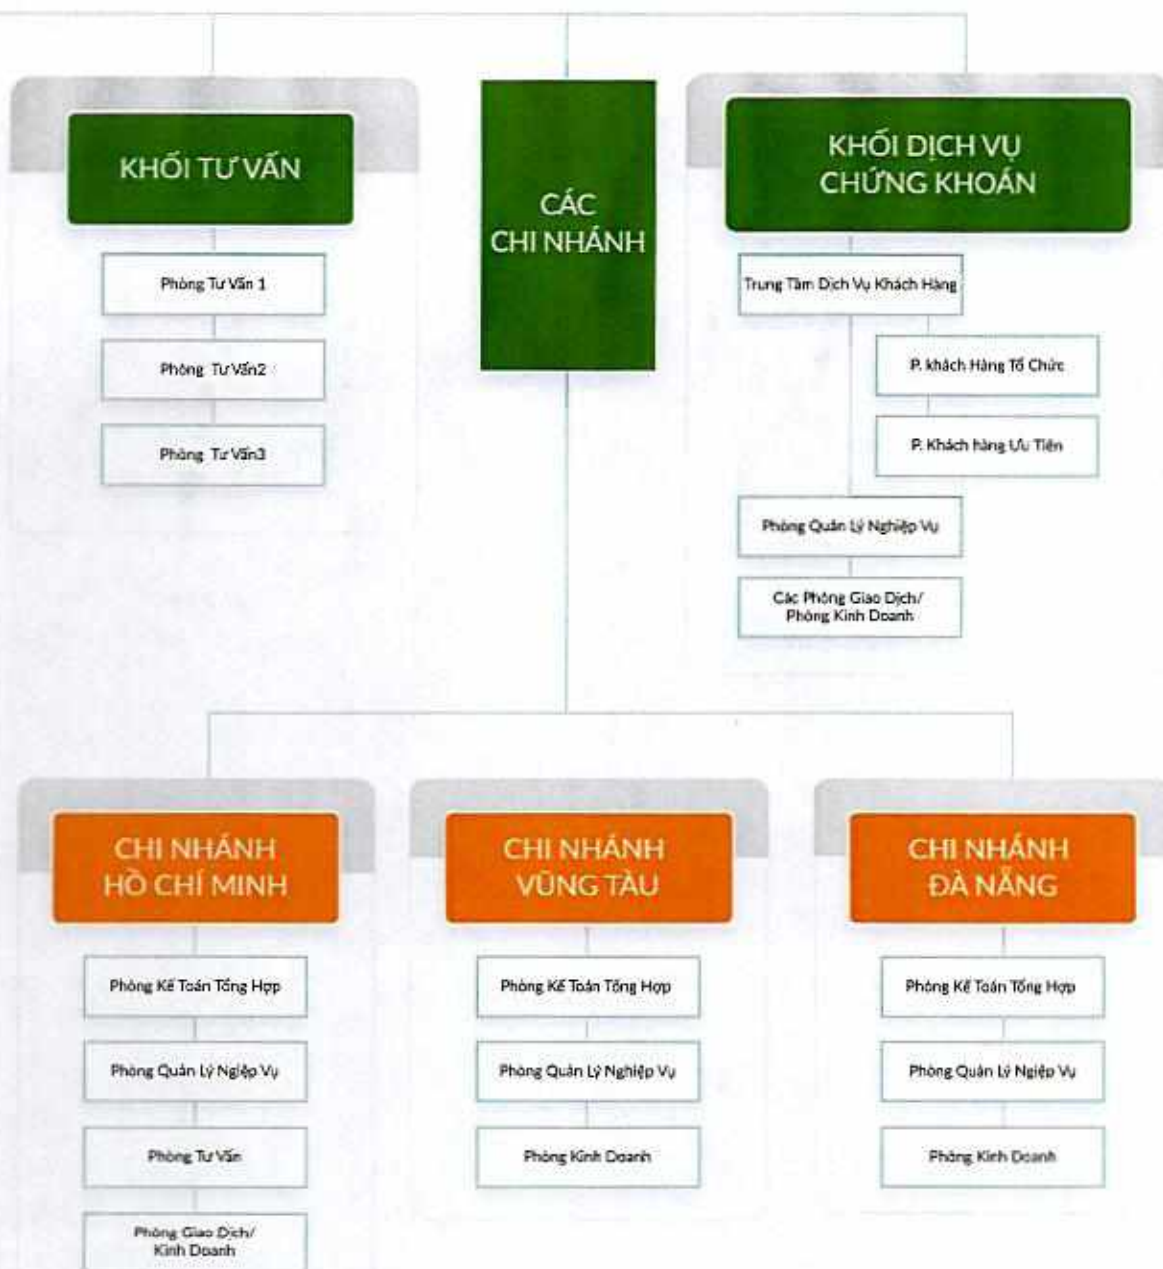 KHỐI TƯ VẤN
Phòng Tư Vấn 1
Phòng Tư Vấn2
Phòng Tư Vấn3
CÁC
CHI NHÁNH
KHỐI DỊCH VỤ
CHỨNG KHOÁN
Trung Tâm Dịch Vụ Khách Hàng
P. khách Hàng Tổ Chức
P. Khách hàng Ưu Tiên
Phòng Quản Lý Nghiệp Vụ
Các Phòng Giao Dịch/
Phòng Kinh Doanh
CHI NHÁNH
HỒ CHÍ MINH
Phòng Kế Toán Tổng Hợp
Phòng Quản Lý Ngiệp Vụ
Phòng Tư Vấn
Phòng Giao Dịch/
Kinh Doanh
CHI NHÁNH
VŨNG TÀU
Phòng Kế Toán Tổng Hợp
Phòng Quản Lý Nghiệp Vụ
Phòng Kinh Doanh
CHI NHÁNH
ĐÀ NẴNG
Phòng Kế Toán Tổng Hợp
Phòng Quản Lý Ngiệp Vụ
Phòng Kinh Doanh